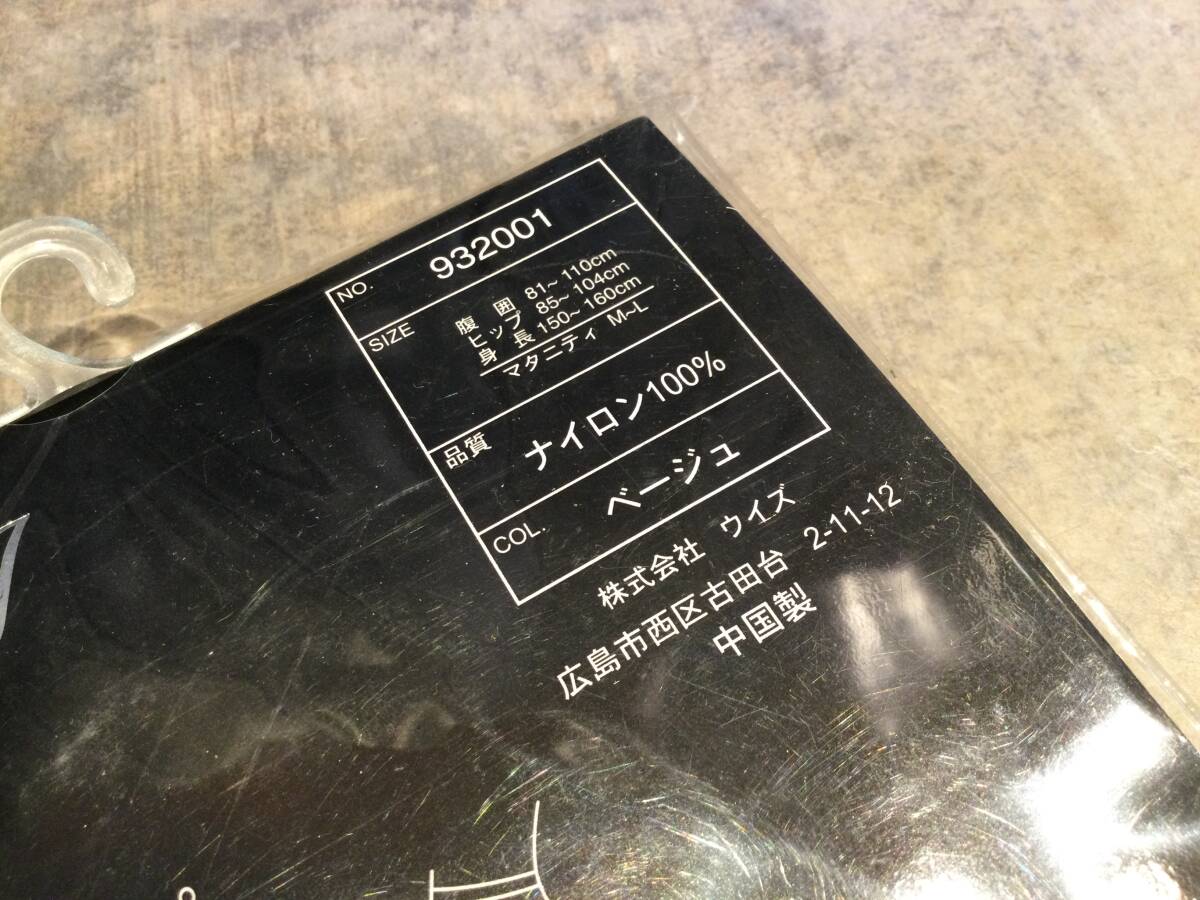 NO. 932001
SIZE
腹 囲 81~110cm
ヒップ 85~104cm
身 長 150~160cm
マタニティ M~L
品質 ナイロン100%
COL. ベージュ
株式会社 ウイズ
広島市西区古田台 2-11-12
中国製